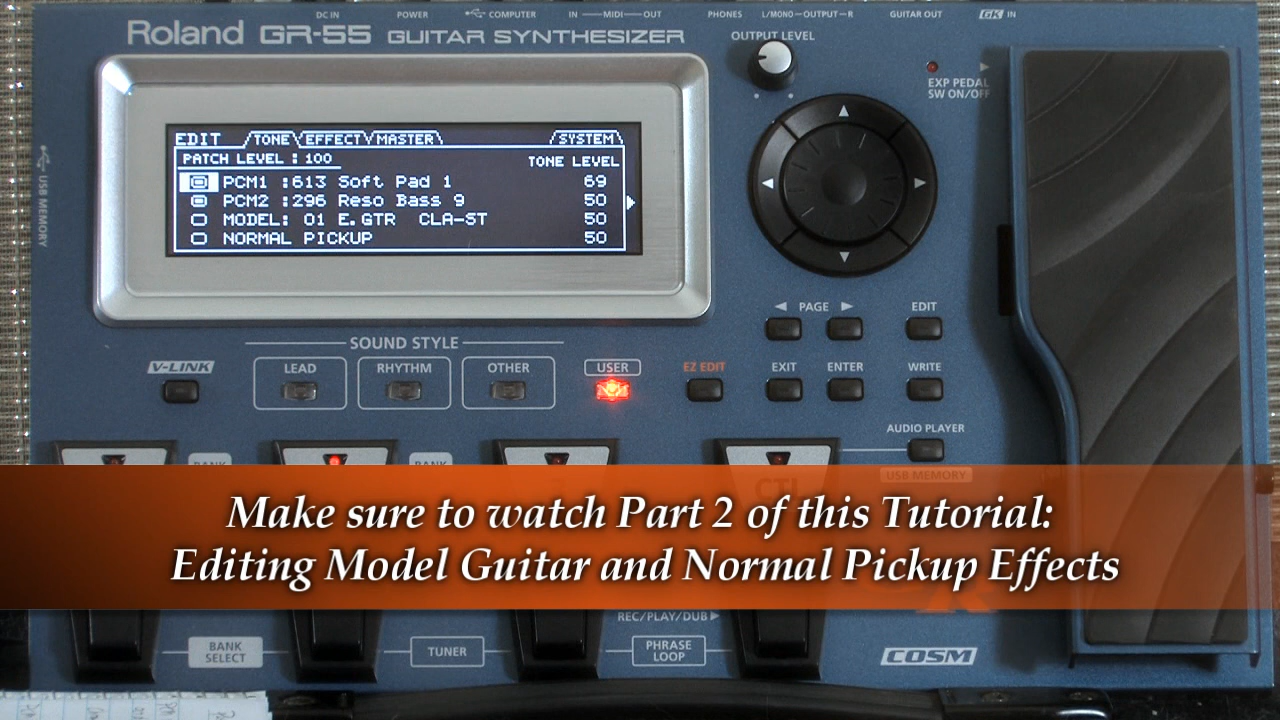 DC IN POWER COMPUTER IN MIDI OUT PHONES L/MONO OUTPUT R GUITAR OUT GK IN
Roland GR-55 GUITAR SYNTHESIZER
OUTPUT LEVEL
EXP PEDAL
SW ON/OFF
USB MEMORY
EDIT TONE EFFECT MASTER SYSTEM
PATCH LEVEL : 100 TONE LEVEL
PCM1 :613 Soft Pad 1 69
PCM2 :296 Reso Bass 9 50
MODEL: 01 E.GTR CLA-ST 50
NORMAL PICKUP 50
PAGE EDIT
SOUND STYLE
V-LINK LEAD RHYTHM OTHER USER EZ EDIT EXIT ENTER WRITE
AUDIO PLAYER
BANK BANK USB MEMORY
CTL
Make sure to watch Part 2 of this Tutorial:
Editing Model Guitar and Normal Pickup Effects
REC/PLAY/DUB
BANK
SELECT
TUNER
PHRASE
LOOP
COSM